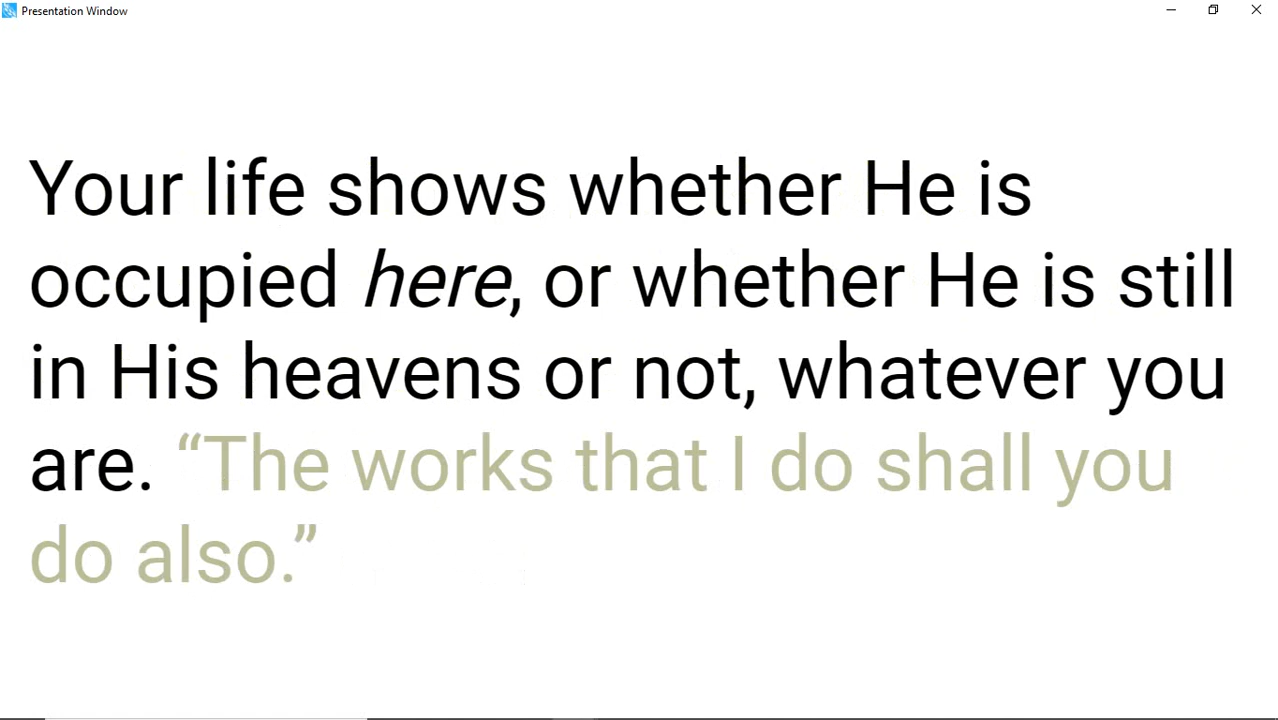 Presentation Window
Your life shows whether He is
occupied here, or whether He is still
in His heavens or not, whatever you
are. “The works that I do shall you
do also.”